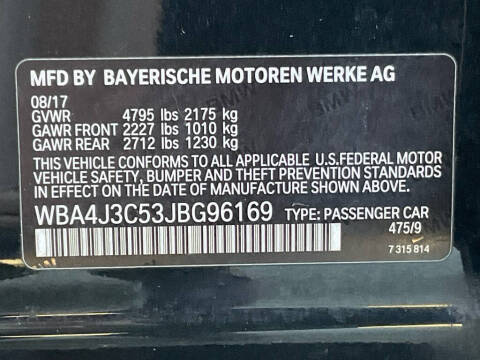 MFD BY BAYERISCHE MOTOREN WERKE AG
08/17
GVWR 4795 lbs 2175 kg
GAWR FRONT 2227 lbs 1010 kg
GAWR REAR 2712 lbs 1230 kg
THIS VEHICLE CONFORMS TO ALL APPLICABLE U.S.FEDERAL MOTOR
VEHICLE SAFETY, BUMPER AND THEFT PREVENTION STANDARDS IN
EFFECT ON THE DATE OF MANUFACTURE SHOWN ABOVE.
WBA4J3C53JBG96169 TYPE: PASSENGER CAR
475/9
7 315 814